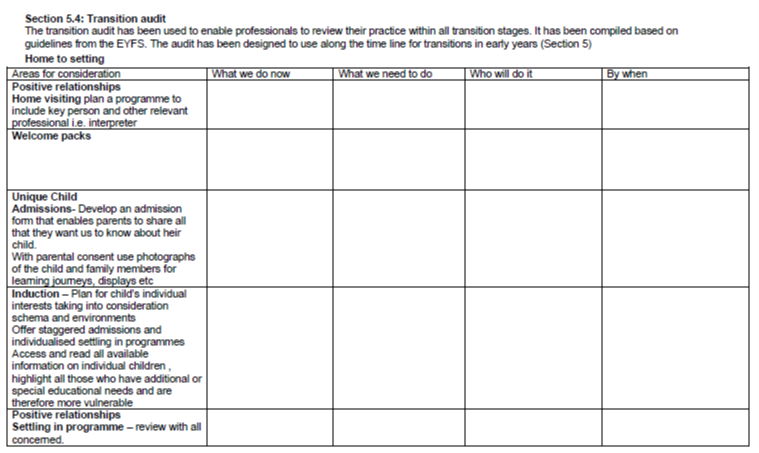 Section 5.4: Transition audit
The transition audit has been used to enable professionals to review their practice within all transition stages. It has been compiled based on
guidelines from the EYFS. The audit has been designed to use along the time line for transitions in early years (Section 5)
Home to setting
Areas for consideration What we do now What we need to do Who will do it By when
Positive relationships
Home visiting plan a programme to
include key person and other relevant
professional i.e. interpreter
Welcome packs
Unique Child
Admissions- Develop an admission
form that enables parents to share all
that they want us to know about heir
child.
With parental consent use photographs
of the child and family members for
learning journeys, displays etc
Induction – Plan for child's individual
interests taking into consideration
schema and environments
Offer staggered admissions and
individualised settling in programmes
Access and read all available
information on individual children ,
highlight all those who have additional or
special educational needs and are
therefore more vulnerable
Positive relationships
Settling in programme – review with all
concerned.